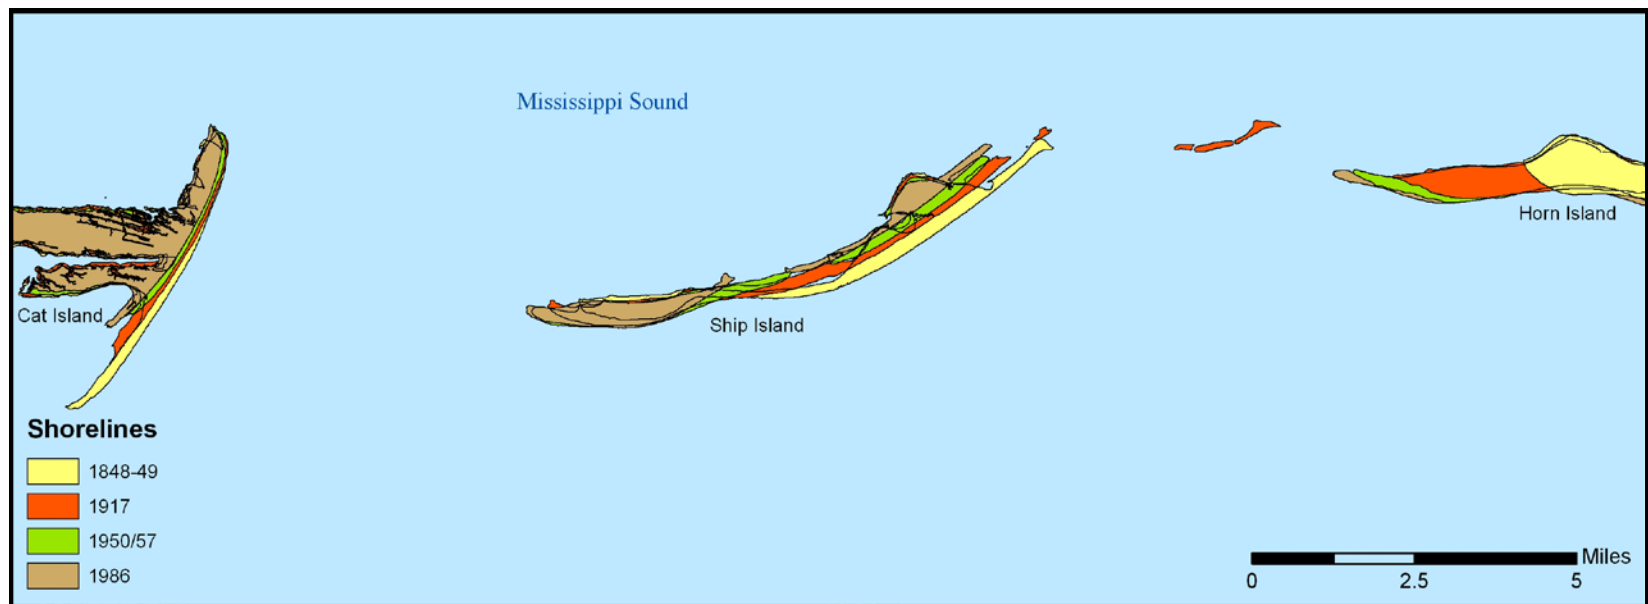 Mississippi Sound
Horn Island
Cat Island
Ship Island
Shorelines
1848-49
1917
1950/57
1986
Miles
0 2.5 5